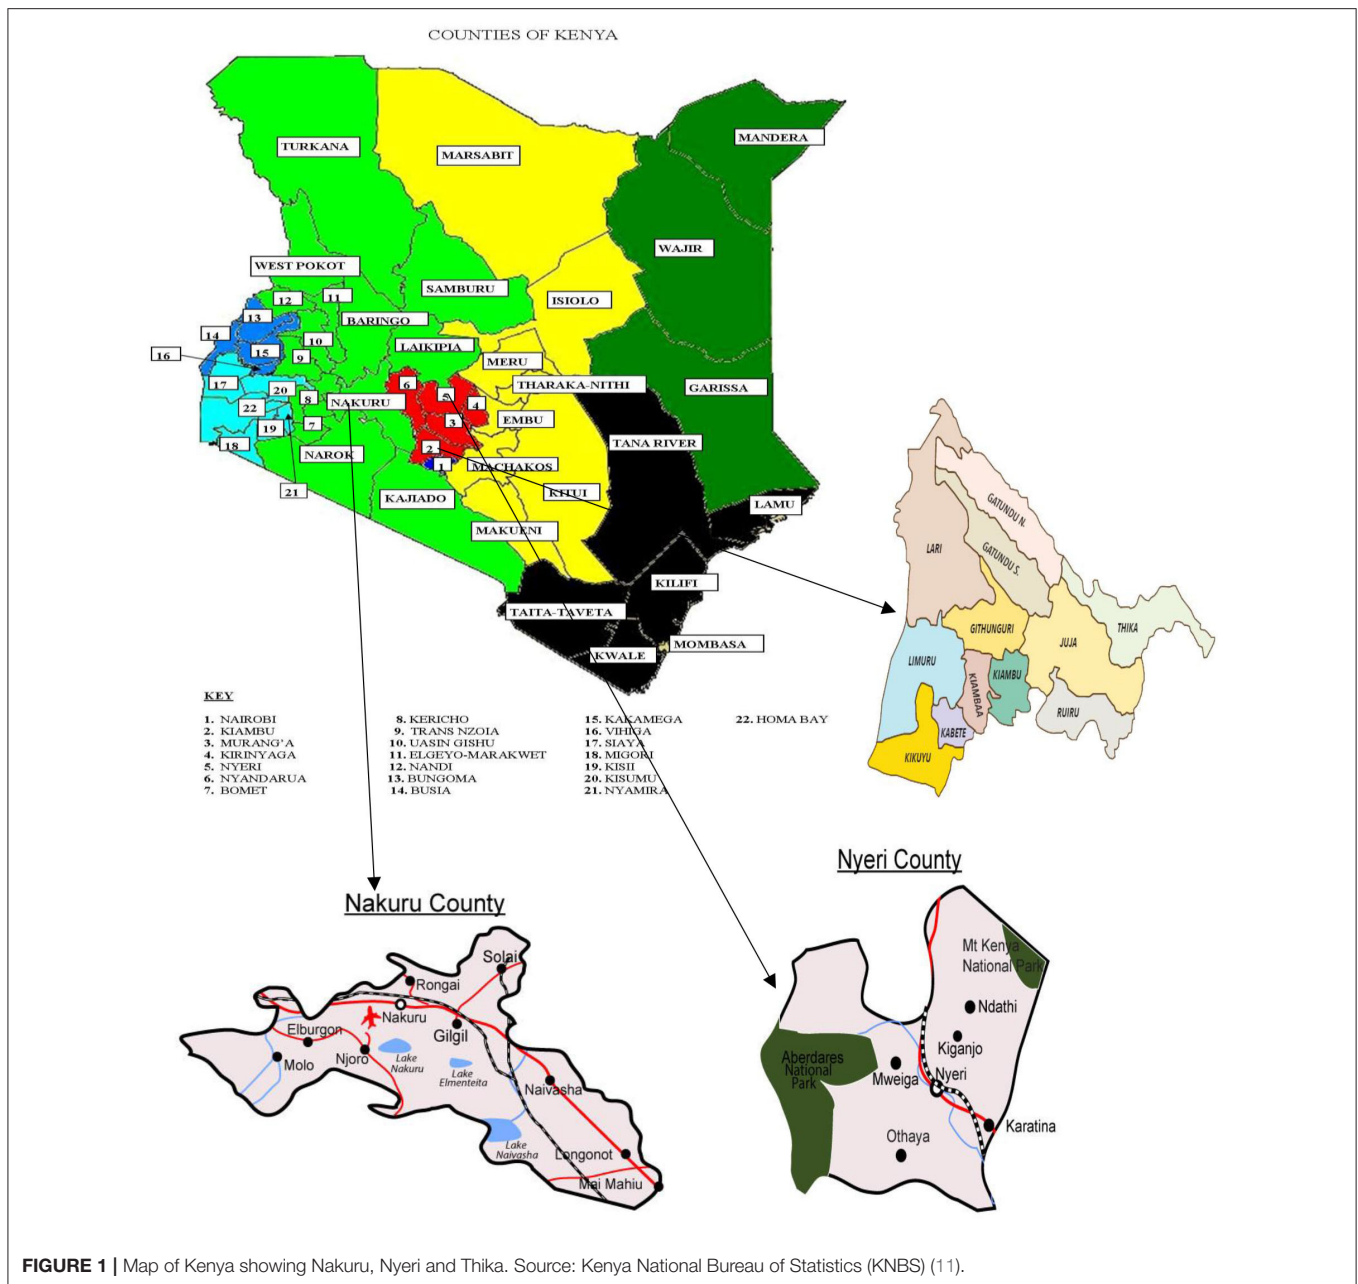 COUNTIES OF KENYA
MANDERA
TURKANA
MARSABIT
WAJIR
WEST POKOT
SAMBURU
ISIOLO
12
11
13
BARINGO
14
10
LAIKIPIA
16
15
9
MERU
17
6
THARAKA-NITHI
GARISSA
20
8
NAKURU
5
4
22
7
3
EMBU
19
TANA RIVER
18
NAROK
2
1
MACHAKOS
21
KAJIADO
KITUI
LAMU
MAKUENI
KILIFI
TAITA-TAVETA
MOMBASA
KWALE
GATUNDU N.
LARI
GATUNDU S.
GITHUNGURI
JUJA
THIKA
LIMURU
KIAMBAA
KIAMBU
RUIRU
KABETE
KIKUYU
KEY
1. NAIROBI
2. KIAMBU
3. MURANG'A
4. KIRINYAGA
5. NYERI
6. NYANDARUA
7. BOMET
8. KERICHO
9. TRANS NZOIA
10. UASIN GISHU
11. ELGEYO-MARAKWET
12. NANDI
13. BUNGOMA
14. BUSIA
15. KAKAMEGA
16. VIHIGA
17. SIAYA
18. MIGORI
19. KISII
20. KISUMU
21. NYAMIRA
22. HOMA BAY
Nakuru County
Solai
Rongai
Nakuru
Elburgon
Gilgil
Molo
Njoro
Lake
Nakuru
Lake
Elmenteita
Naivasha
Lake
Naivasha
Longonot
Mai Mahiu
Nyeri County
Mt Kenya
National Park
Ndathi
Kiganjo
Aberdares
National
Park
Mweiga
Nyeri
Karatina
Othaya
FIGURE 1 | Map of Kenya showing Nakuru, Nyeri and Thika. Source: Kenya National Bureau of Statistics (KNBS) (11).